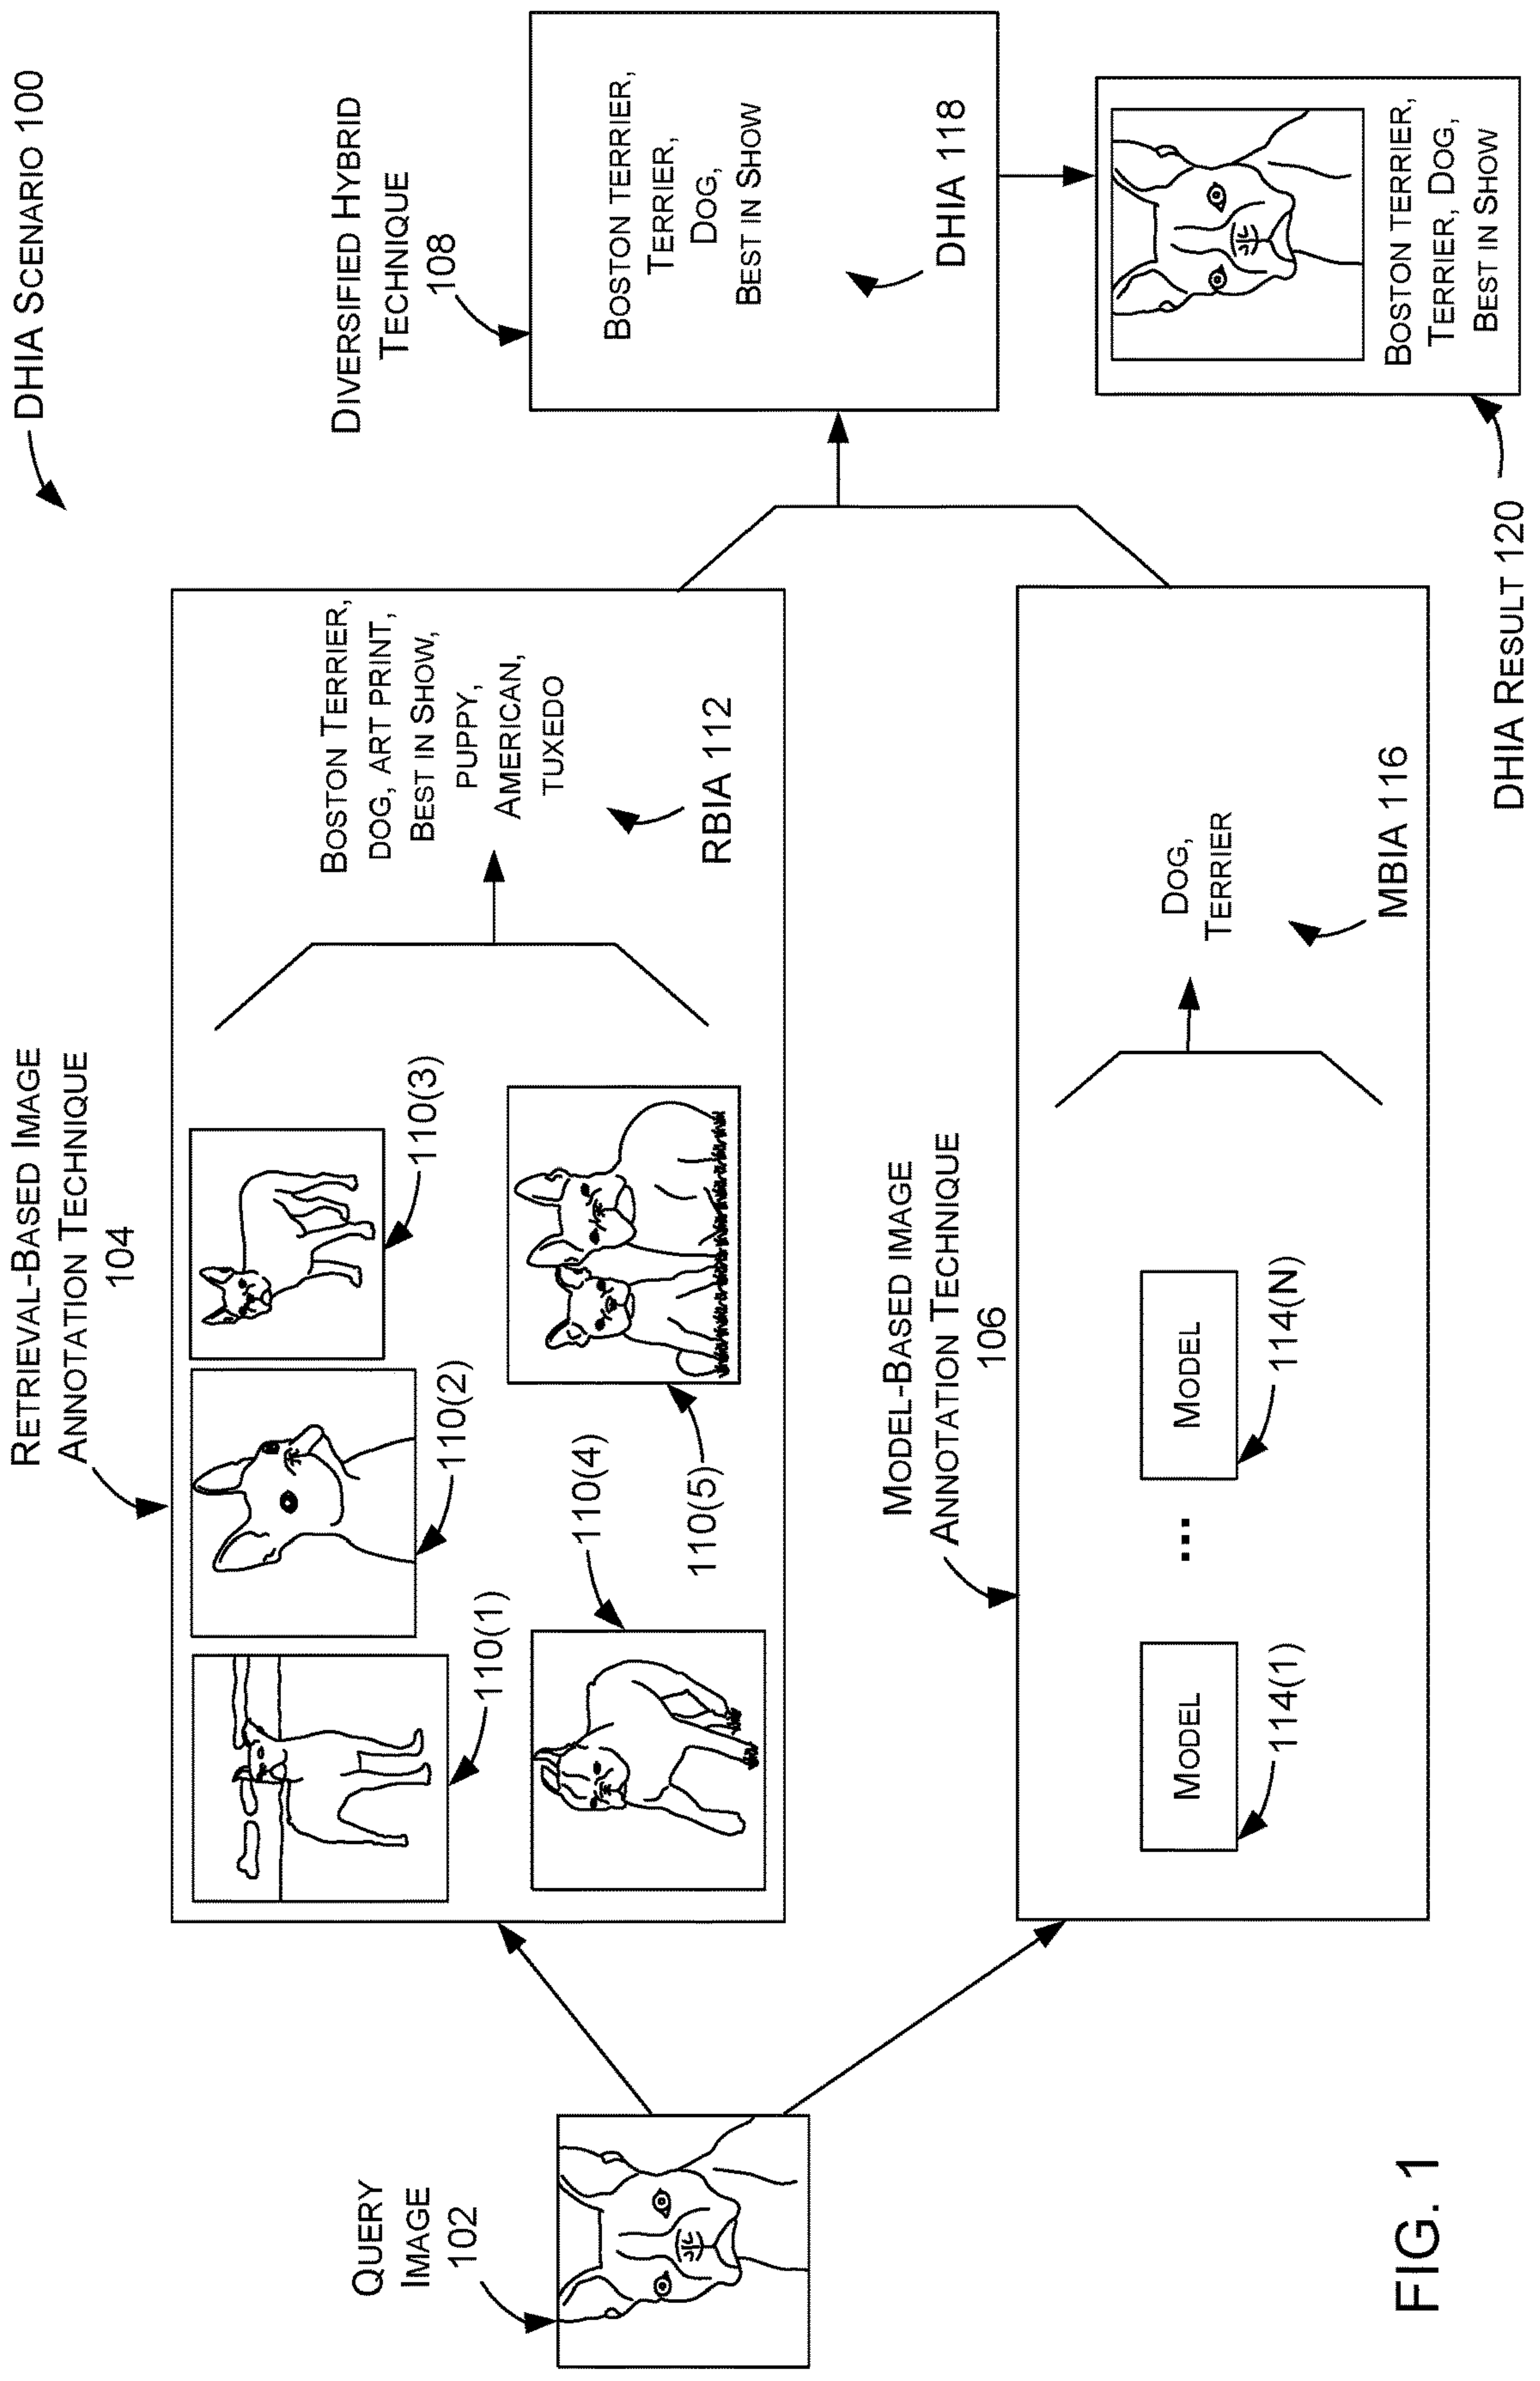 DHIA SCENARIO 100
RETRIEVAL-BASED IMAGE
ANNOTATION TECHNIQUE
104
DIVERSIFIED HYBRID
TECHNIQUE
108
QUERY
IMAGE
102
110(1)
110(2)
110(3)
110(4)
110(5)
BOSTON TERRIER,
DOG, ART PRINT,
BEST IN SHOW,
PUPPY,
AMERICAN,
TUXEDO
RBIA 112
BOSTON TERRIER,
TERRIER,
DOG,
BEST IN SHOW
DHIA 118
MODEL-BASED IMAGE
ANNOTATION TECHNIQUE
106
MODEL
114(1)
...
MODEL
114(N)
DOG,
TERRIER
MBIA 116
BOSTON TERRIER,
TERRIER, DOG,
BEST IN SHOW
DHIA RESULT 120
FIG. 1